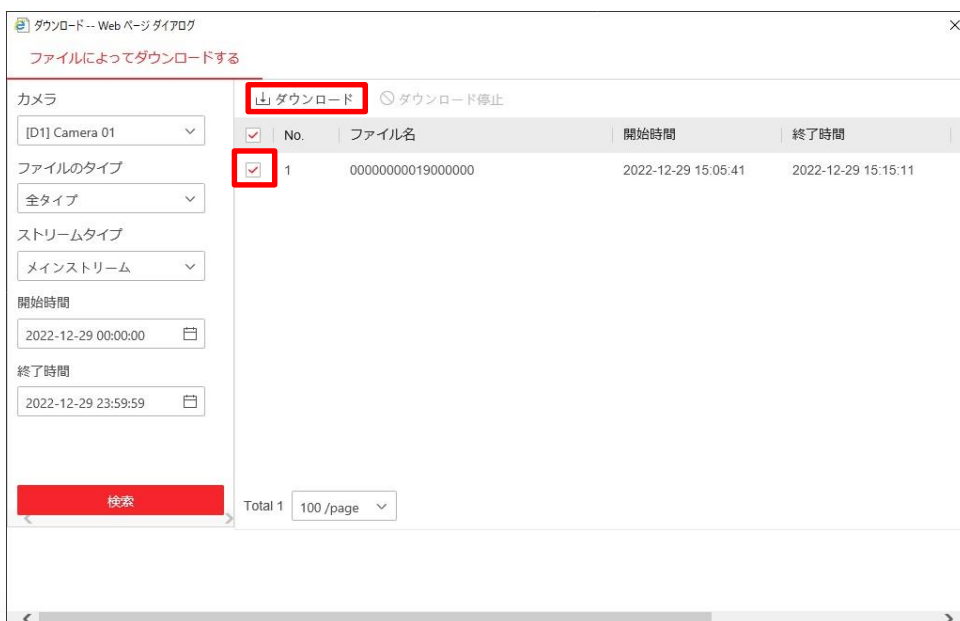 ダウンロード -- Web ページ ダイアログ
ファイルによってダウンロードする
カメラ
[D1] Camera 01
ファイルのタイプ
全タイプ
ストリームタイプ
メインストリーム
開始時間
2022-12-29 00:00:00
終了時間
2022-12-29 23:59:59
検索
ダウンロード ダウンロード停止
No. ファイル名 開始時間 終了時間
1 00000000019000000 2022-12-29 15:05:41 2022-12-29 15:15:11
Total 1 100 /page